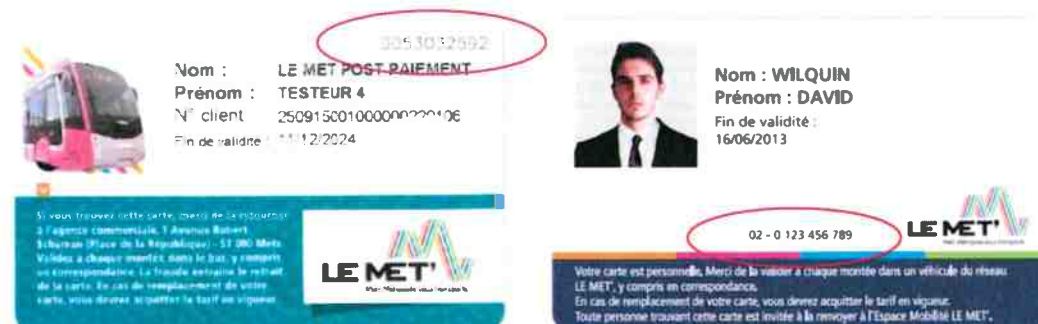 0053032592
Nom : LE MET POST PAIEMENT
Prénom : TESTEUR 4
N° client
Fin de validité : 12/2024
Si vous trouvez cette carte, merci de la retourner
à l'agence commerciale, 1 Avenue Robert
Schuman (Place de la République) - 57 000 Metz
Validez à chaque montée dans le bus, y compris
en correspondance. La fraude entraîne le retrait
de la carte. En cas de remplacement de votre
carte, vous devrez acquitter le tarif en vigueur.
LE MET'
Nom : WILQUIN
Prénom : DAVID
Fin de validité :
16/06/2013
02 - 0 123 456 789
LE MET'
Votre carte est personnelle. Merci de la valider à chaque montée dans un véhicule du réseau
LE MET', y compris en correspondance.
En cas de remplacement de votre carte, vous devrez acquitter le tarif en vigueur.
Toute personne trouvant cette carte est invitée à la renvoyer à l'Espace Mobilité LE MET'.